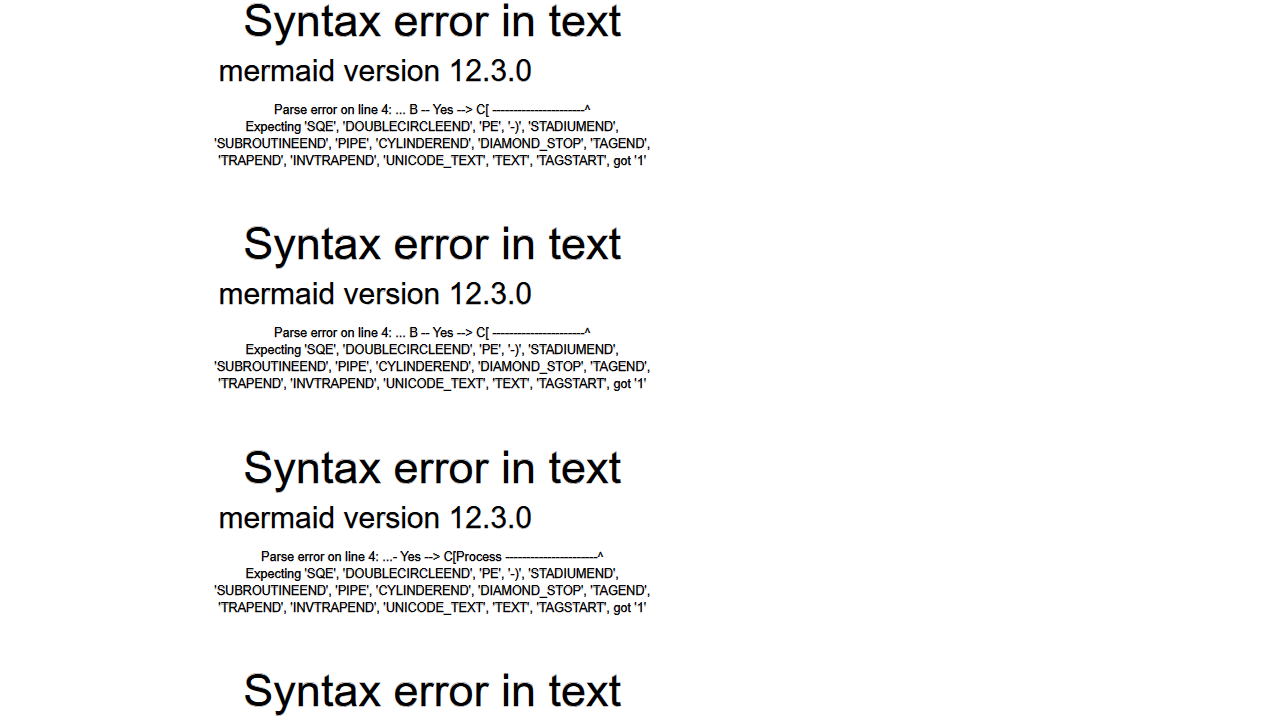 Syntax error in text
mermaid version 12.3.0
Parse error on line 4: ... B -- Yes --> C[ ----------------------^
Expecting 'SQE', 'DOUBLECIRCLEEND', 'PE', '-)', 'STADIUMEND',
'SUBROUTINEEND', 'PIPE', 'CYLINDEREND', 'DIAMOND_STOP', 'TAGEND',
'TRAPEND', 'INVTRAPEND', 'UNICODE_TEXT', 'TEXT', 'TAGSTART', got '1'
Syntax error in text
mermaid version 12.3.0
Parse error on line 4: ... B -- Yes --> C[ ----------------------^
Expecting 'SQE', 'DOUBLECIRCLEEND', 'PE', '-)', 'STADIUMEND',
'SUBROUTINEEND', 'PIPE', 'CYLINDEREND', 'DIAMOND_STOP', 'TAGEND',
'TRAPEND', 'INVTRAPEND', 'UNICODE_TEXT', 'TEXT', 'TAGSTART', got '1'
Syntax error in text
mermaid version 12.3.0
Parse error on line 4: ...- Yes --> C[Process ----------------------^
Expecting 'SQE', 'DOUBLECIRCLEEND', 'PE', '-)', 'STADIUMEND',
'SUBROUTINEEND', 'PIPE', 'CYLINDEREND', 'DIAMOND_STOP', 'TAGEND',
'TRAPEND', 'INVTRAPEND', 'UNICODE_TEXT', 'TEXT', 'TAGSTART', got '1'
Syntax error in text